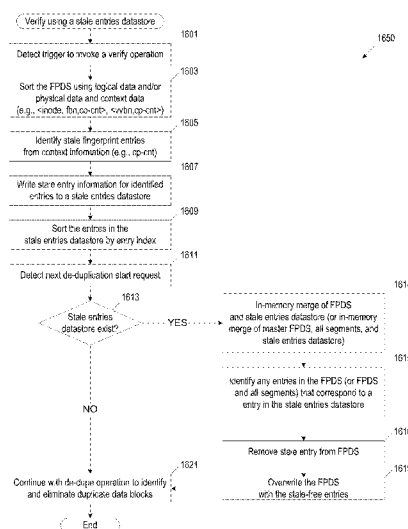 Verify using a stale entries datastore
1601
1650
Detect trigger to invoke a verify operation
1603
Sort the FPDS using logical data and/or
physical data and context data
(e.g., <inode, fbn,cp-cnt>, <vvbn,cp-cnt>)
1605
Identify stale fingerprint entries
from context information (e.g., cp-cnt)
1607
Write stale entry information for identified
entries to a stale entries datastore
1609
Sort the entries in the
stale entries datastore by entry index
1611
Detect next de-duplication start request
1613
Stale entries
datastore exist?
YES
In-memory merge of FPDS
and stale entries datastore (or in-memory
merge of master FPDS, all segments, and
stale entries datastore)
Identify any entries in the FPDS (or FPDS
and all segments) that correspond to a
entry in the stale entries datastore
NO
Remove stale entry from FPDS
1621
Continue with de-dupe operation to identify
and eliminate duplicate data blocks
Overwrite the FPDS
with the stale-free entries
End